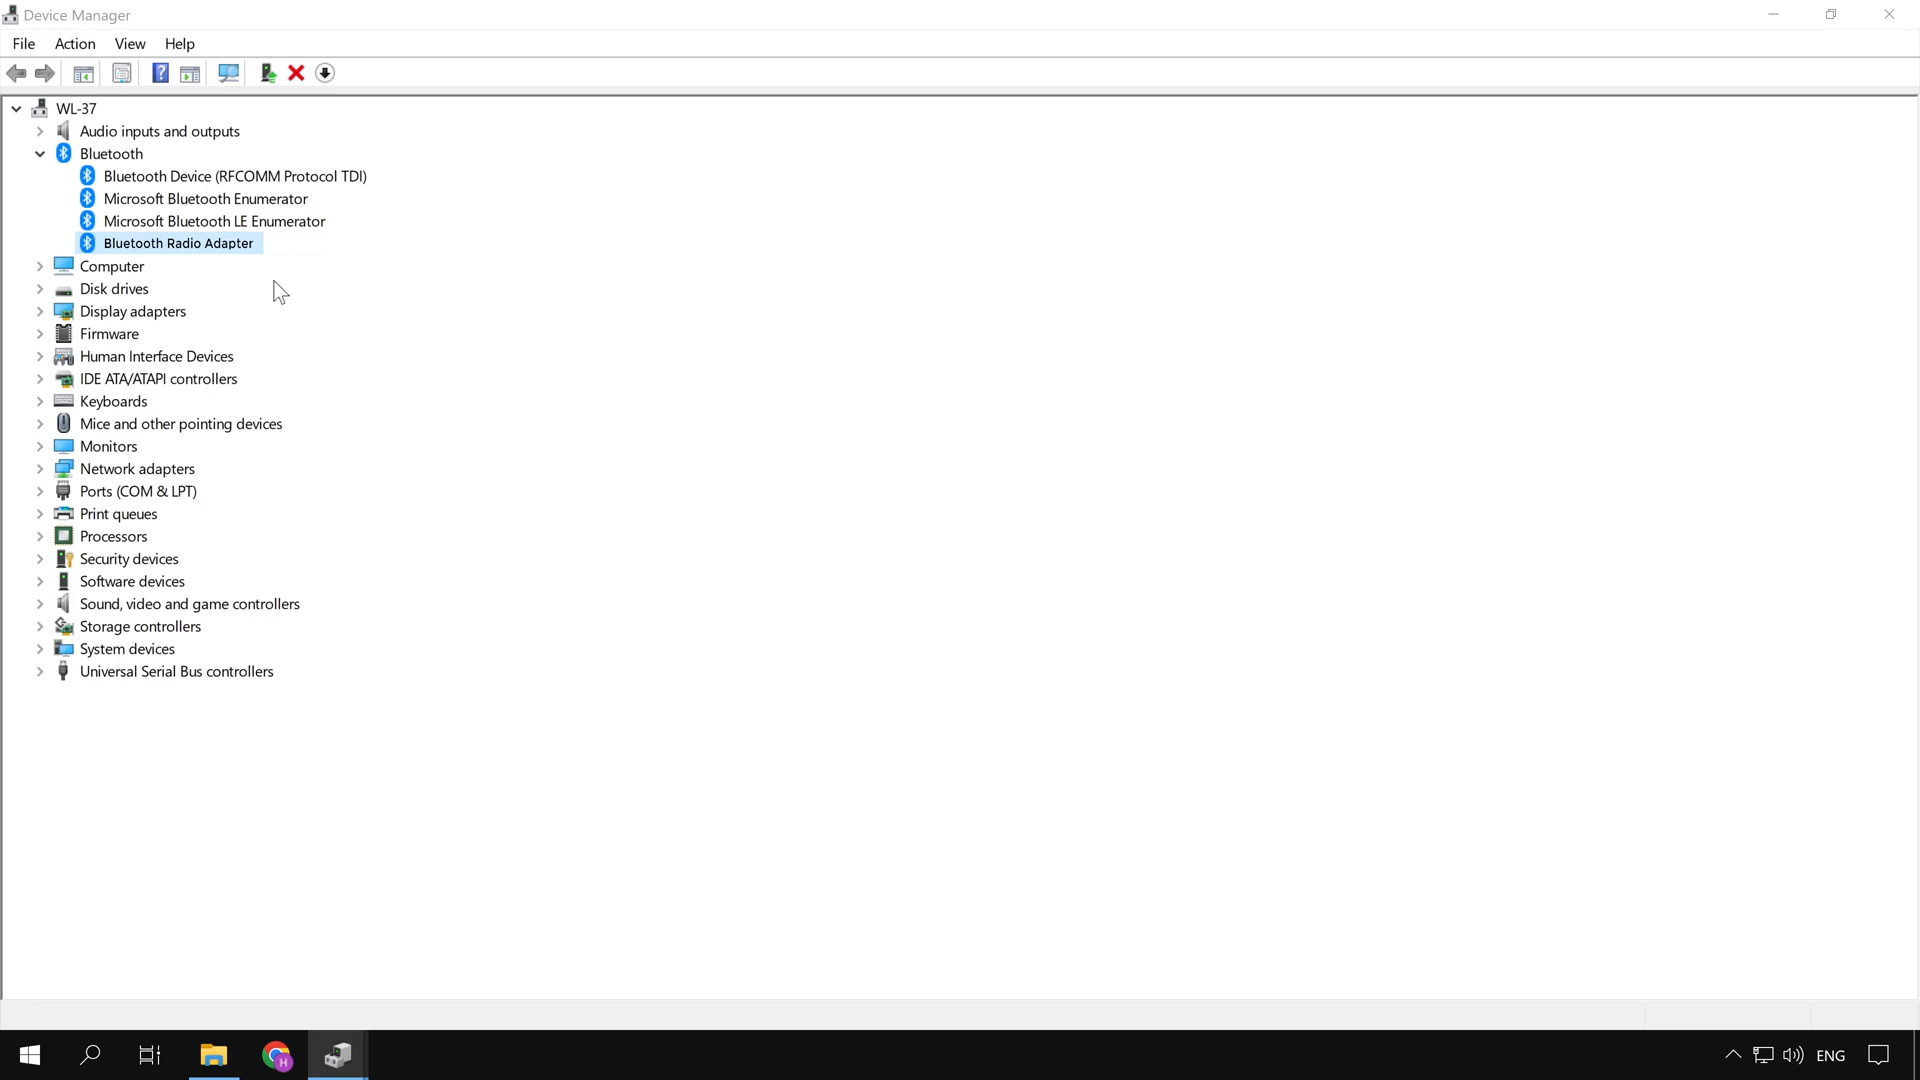 Device Manager
File Action View Help
?
WL-37
Audio inputs and outputs
Bluetooth
Bluetooth Device (RFCOMM Protocol TDI)
Microsoft Bluetooth Enumerator
Microsoft Bluetooth LE Enumerator
Bluetooth Radio Adapter
Computer
Disk drives
Display adapters
Firmware
Human Interface Devices
IDE ATA/ATAPI controllers
Keyboards
Mice and other pointing devices
Monitors
Network adapters
Ports (COM & LPT)
Print queues
Processors
Security devices
Software devices
Sound, video and game controllers
Storage controllers
System devices
Universal Serial Bus controllers
H
ENG